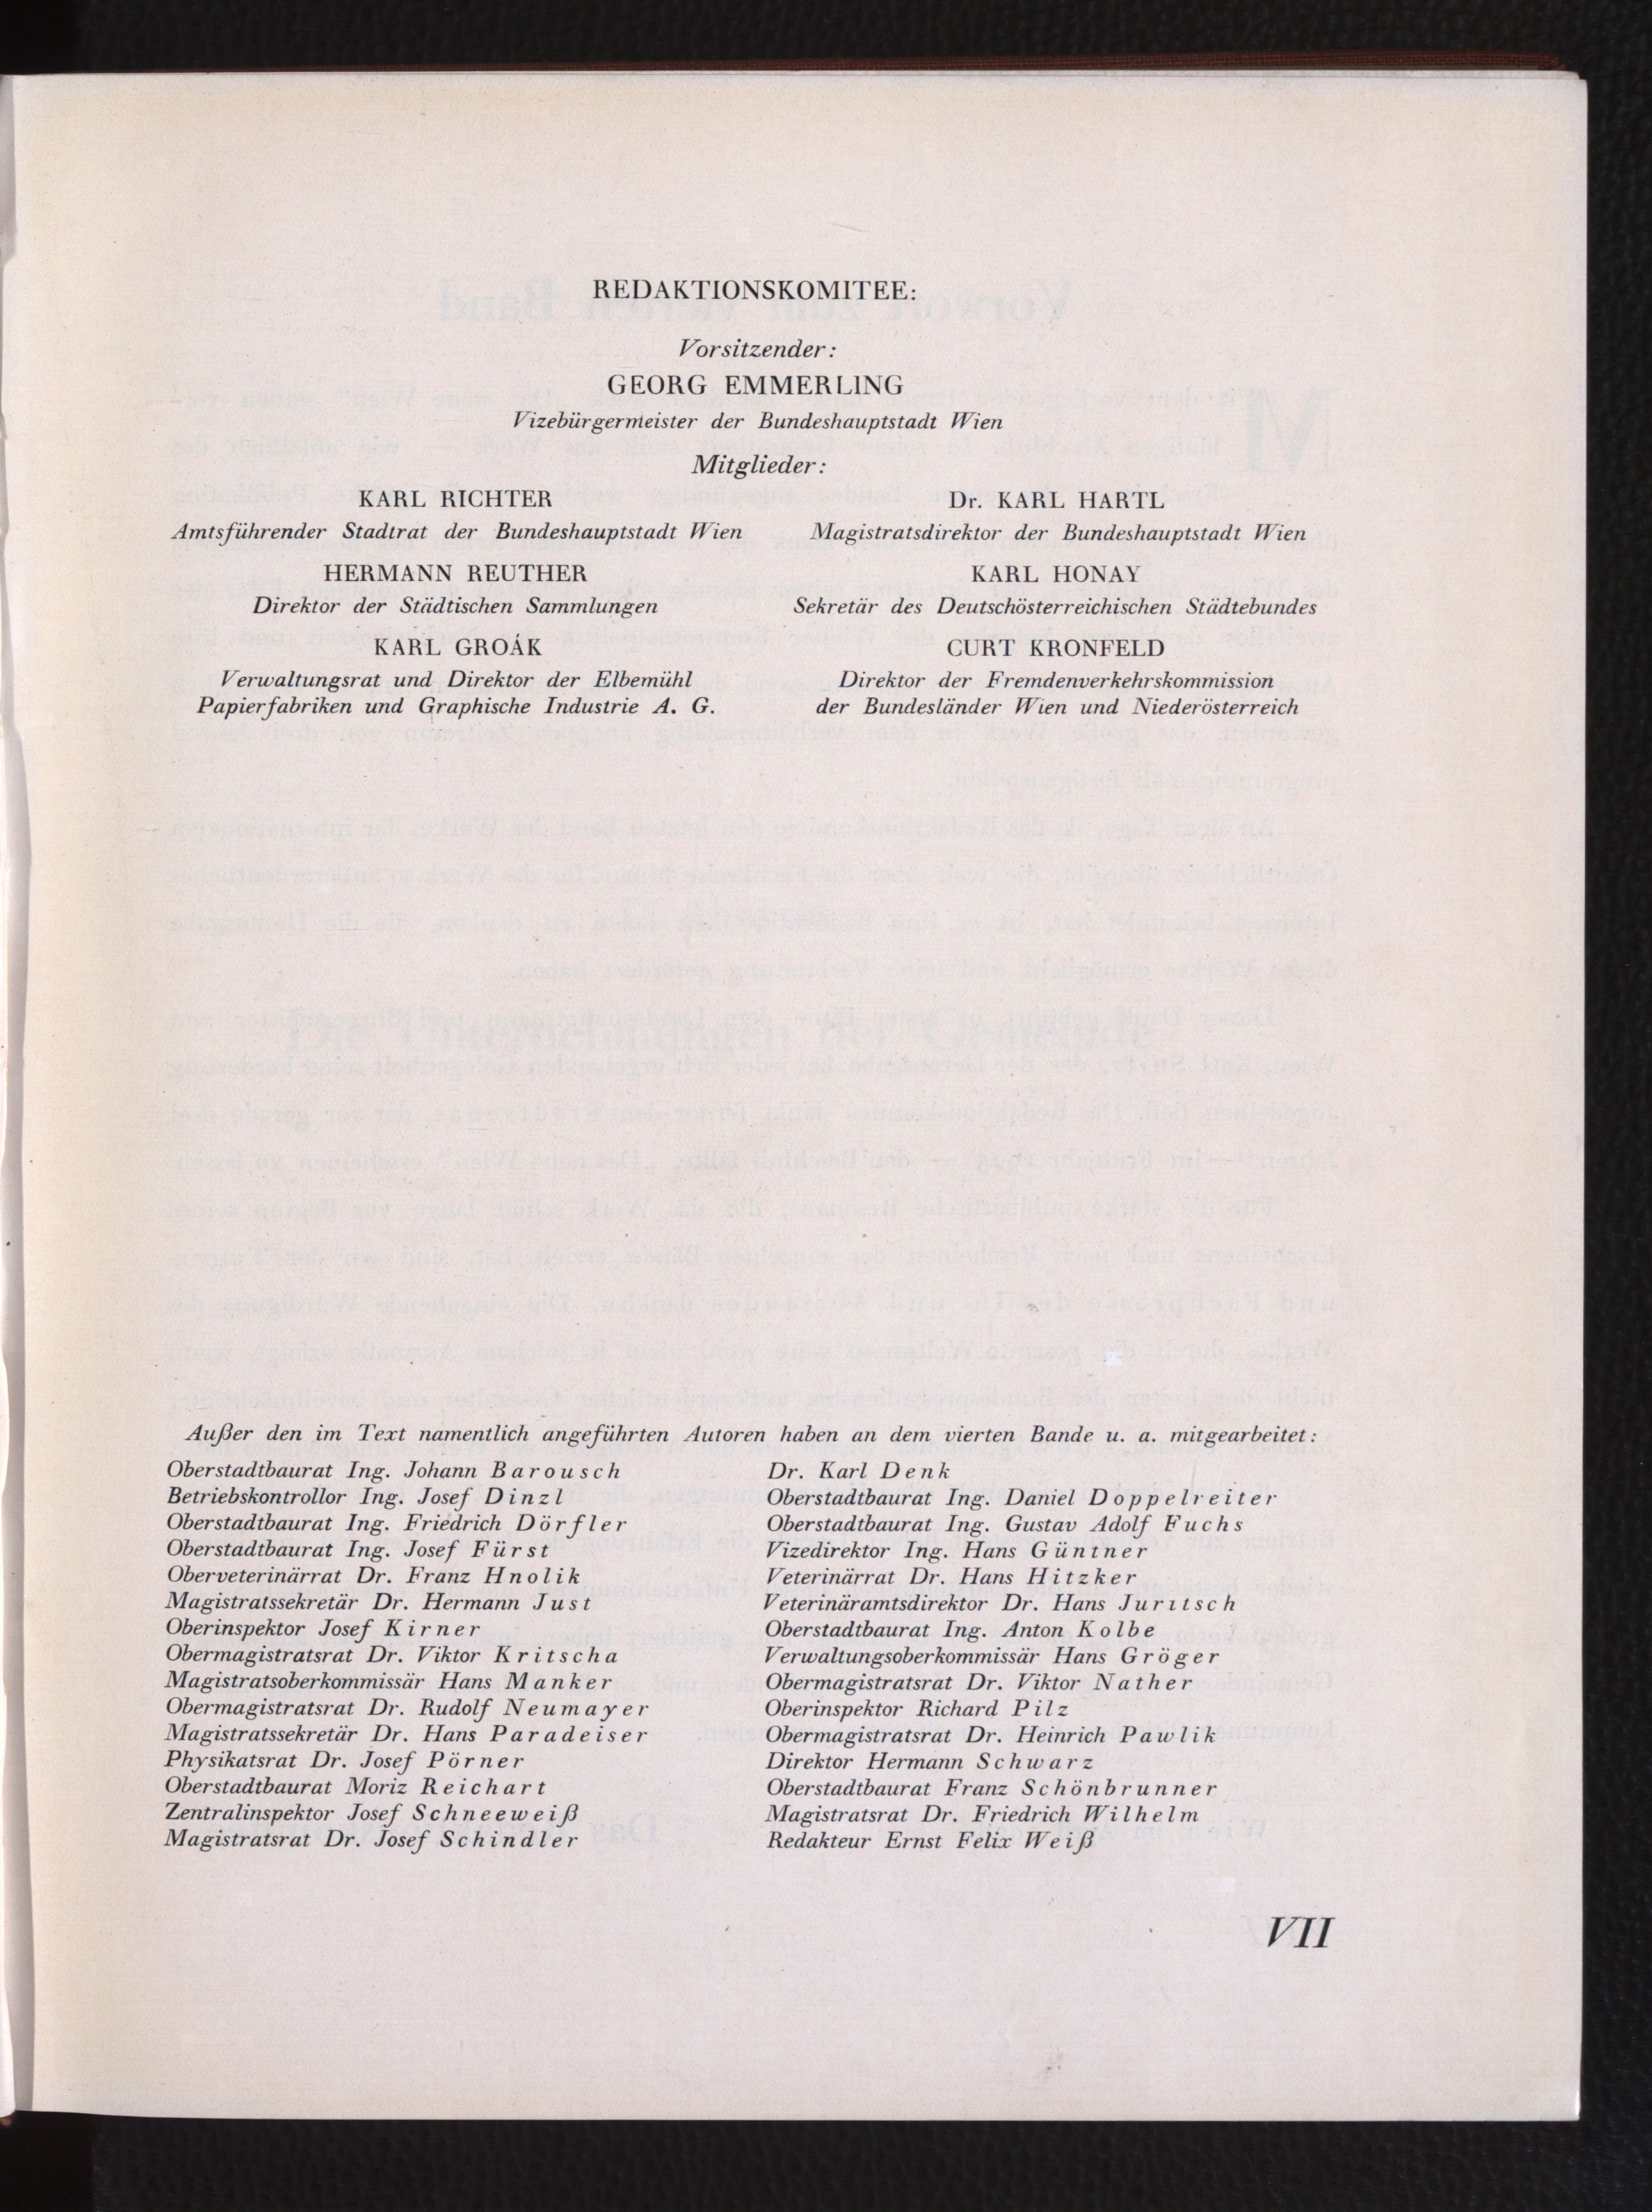 REDAKTIONSKOMITEE:
Vorsitzender:
GEORG EMMERLING
Vizebürgermeister der Bundeshauptstadt Wien
Mitglieder:
KARL RICHTER
Amtsführender Stadtrat der Bundeshauptstadt Wien
HERMANN REUTHER
Direktor der Städtischen Sammlungen
KARL GROÁK
Verwaltungsrat und Direktor der Elbemühl
Papierfabriken und Graphische Industrie A. G.
Dr. KARL HARTL
Magistratsdirektor der Bundeshauptstadt Wien
KARL HONAY
Sekretär des Deutschösterreichischen Städtebundes
CURT KRONFELD
Direktor der Fremdenverkehrskommission
der Bundesländer Wien und Niederösterreich
Außer den im Text namentlich angeführten Autoren haben an dem vierten Bande u. a. mitgearbeitet:
Oberstadtbaurat Ing. Johann Barousch
Betriebskontrollor Ing. Josef Dinzl
Oberstadtbaurat Ing. Friedrich Dörfler
Oberstadtbaurat Ing. Josef Fürst
Oberveterinärrat Dr. Franz Hnolik
Magistratssekretär Dr. Hermann Just
Oberinspektor Josef Kirner
Obermagistratsrat Dr. Viktor Kritscha
Magistratsoberkommissär Hans Manker
Obermagistratsrat Dr. Rudolf Neumayer
Magistratssekretär Dr. Hans Paradeiser
Physikatsrat Dr. Josef Pörner
Oberstadtbaurat Moriz Reichart
Zentralinspektor Josef Schneeweiß
Magistratsrat Dr. Josef Schindler
Dr. Karl Denk
Oberstadtbaurat Ing. Daniel Doppelreiter
Oberstadtbaurat Ing. Gustav Adolf Fuchs
Vizedirektor Ing. Hans Güntner
Veterinärrat Dr. Hans Hitzker
Veterinäramtsdirektor Dr. Hans Juritsch
Oberstadtbaurat Ing. Anton Kolbe
Verwaltungsoberkommissär Hans Gröger
Obermagistratsrat Dr. Viktor Nather
Oberinspektor Richard Pilz
Obermagistratsrat Dr. Heinrich Pawlik
Direktor Hermann Schwarz
Oberstadtbaurat Franz Schönbrunner
Magistratsrat Dr. Friedrich Wilhelm
Redakteur Ernst Felix Weiß
VII